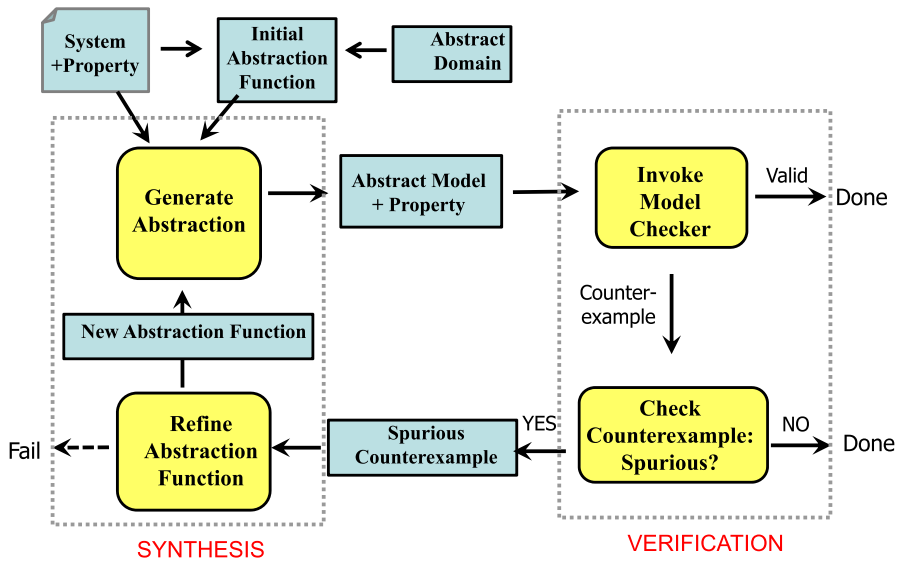 System
+Property
Initial
Abstraction
Function
Abstract
Domain
Generate
Abstraction
Abstract Model
+ Property
Invoke
Model
Checker
Valid
Done
Counter-
example
New Abstraction Function
Refine
Abstraction
Function
Fail
Spurious
Counterexample
YES
Check
Counterexample:
Spurious?
NO
Done
SYNTHESIS
VERIFICATION